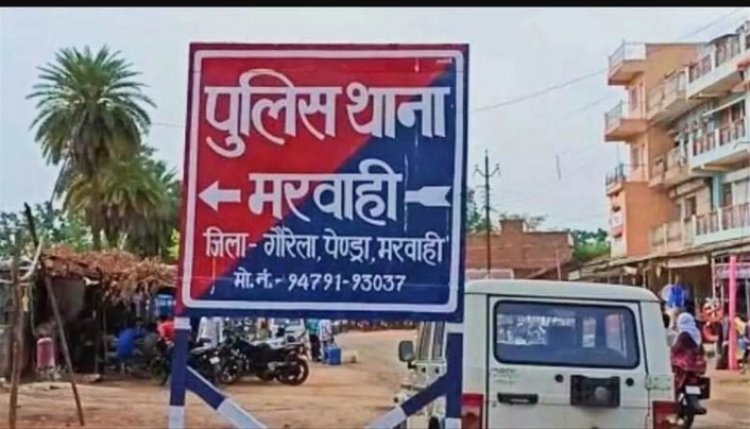 पुलिस थाना
मरवाही
जिला- गौरेला, पेण्ड्रा, मरवाही
मो. नं.- 94791-93037